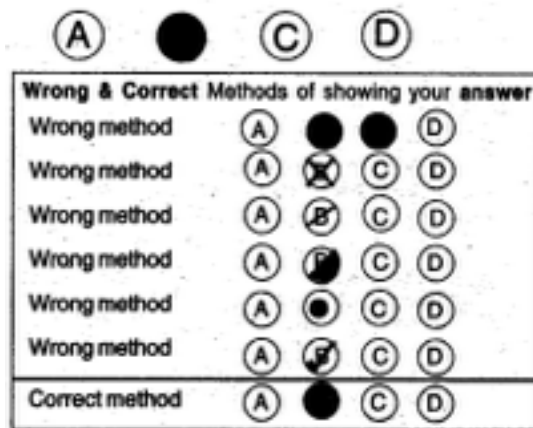 A C D
Wrong & Correct Methods of showing your answer
Wrong method A D
Wrong method A B C D
Wrong method A B C D
Wrong method A B C D
Wrong method A C D
Wrong method A B C D
Correct method A C D